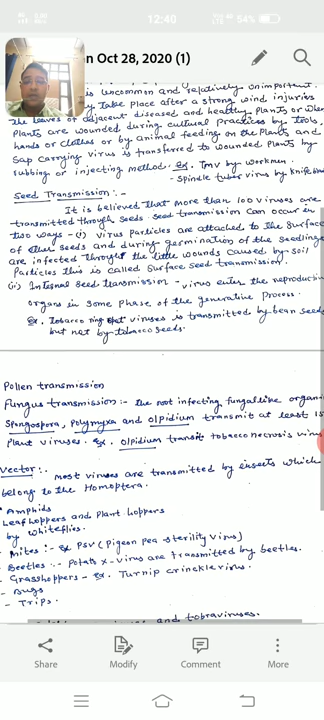 12:40
54%
n Oct 28, 2020 (1)
is uncommon and relatively unimportant
y take place after a strong wind injuries
the leaves of adjacent diseased and healthy plants or when
Plants are wounded during cultural practices by tools,
hands or clothes or by animal feeding on the plants and
Sap carrying virus is transferred to wounded plants by
rubbing or injecting method. ex. TMV by workmen
- Spindle tuber virus by knife
Seed Transmission :-
It is believed that more than 100 viruses are
transmitted through seeds. Seed transmission can occur in
two ways - (i) Virus particles are attached to the surface
of seeds and during germination of the seedlings
are infected through the little wounds caused by soil
Particles this is called Surface Seed transmission.
(ii) Internal Seed transmission - virus enter the reproductive
organs in some phase of the generative process.
Ex. Tobacco ring spot viruses is transmitted by bean seeds
but not by tobacco seeds.
Pollen transmission
Fungus transmission :- The root infecting, fungal like organi
Spongospora, Polymyxa and olpidium transmit at least 15
Plant viruses. ex. olpidium transit tobacco necrosis virus
Vector :-
Most viruses are transmitted by insects which
belong to the Homoptera.
Amphids
Leafhoppers and Plant hoppers
by whiteflies.
Mites :- ex PSV (Pigeon pea sterility virus)
Beetles :- Potato X-virus are transmitted by beetles.
Grasshoppers - Ex. Turnip crinckle virus.
- Bugs
- Trips.
and tobraviruses.
Share
Modify
Comment
More